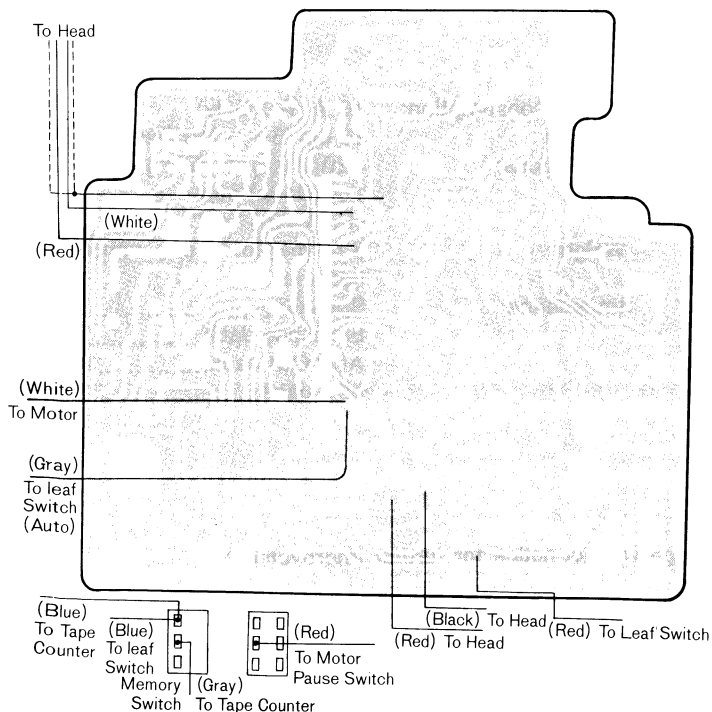 To Head
(White)
(Red)
(White)
To Motor
(Gray)
To leaf
Switch
(Auto)
(Blue)
To Tape
Counter
(Blue)
To leaf
Switch
Memory
Switch
(Gray)
To Tape Counter
(Red)
To Motor
Pause Switch
(Black) To Head
(Red) To Head
(Red) To Leaf Switch